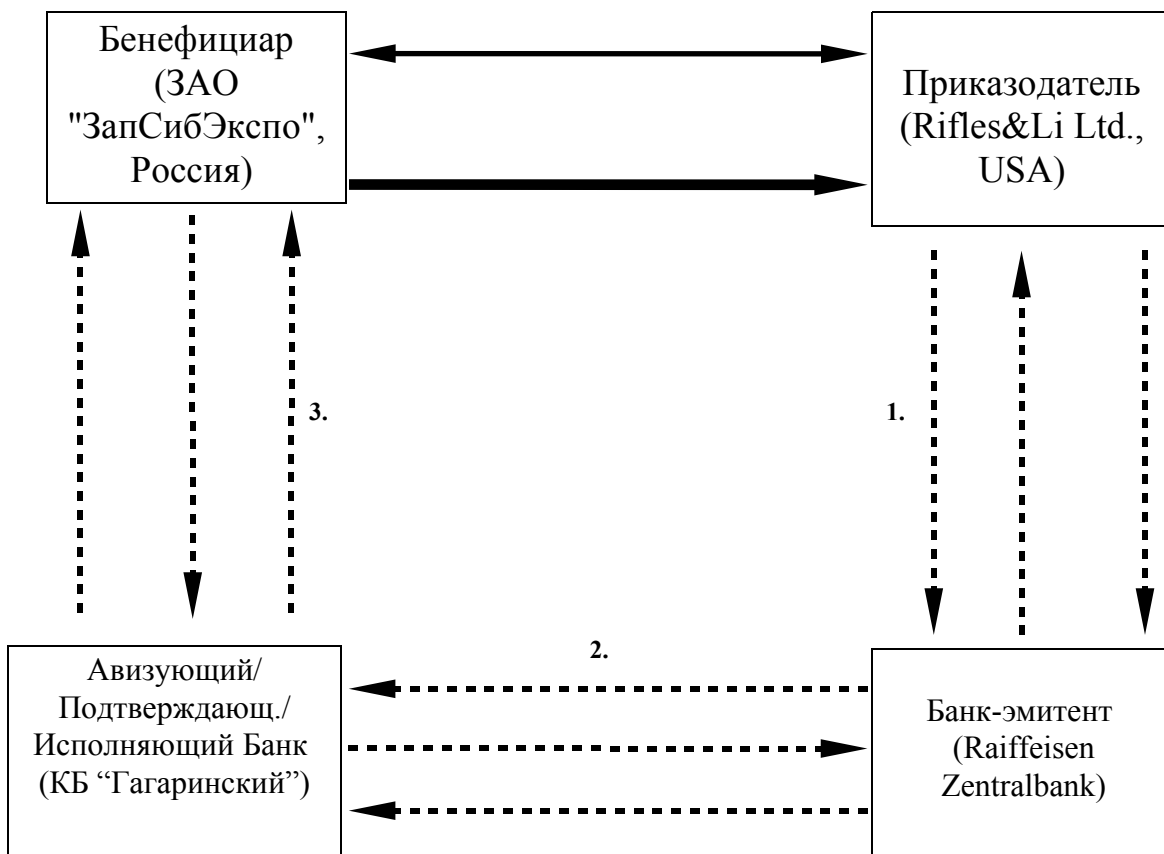 Бенефициар
(ЗАО
"ЗапСибЭкспо",
Россия)
Приказодатель
(Rifles&Li Ltd.,
USA)
3.
1.
2.
Авизующий/
Подтверждающ./
Исполняющий Банк
(КБ “Гагаринский”)
Банк-эмитент
(Raiffeisen
Zentralbank)